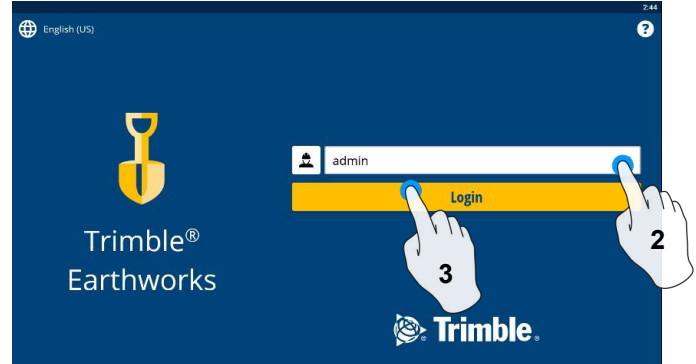 2:44
English (US)
?
admin
Login
2
3
Trimble®
Earthworks
Trimble®